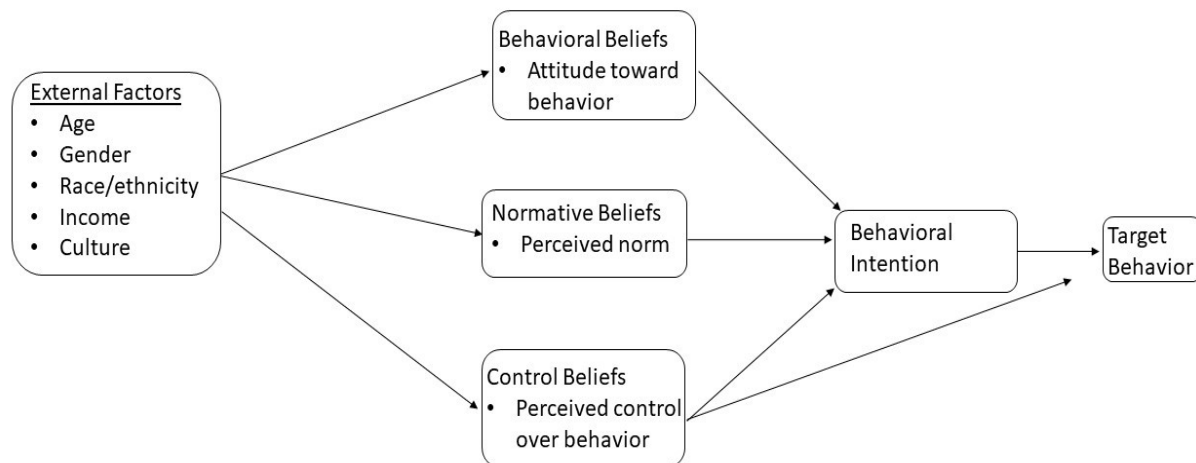 External Factors
• Age
• Gender
• Race/ethnicity
• Income
• Culture
Behavioral Beliefs
• Attitude toward
behavior
Normative Beliefs
• Perceived norm
Control Beliefs
• Perceived control
over behavior
Behavioral
Intention
Target
Behavior